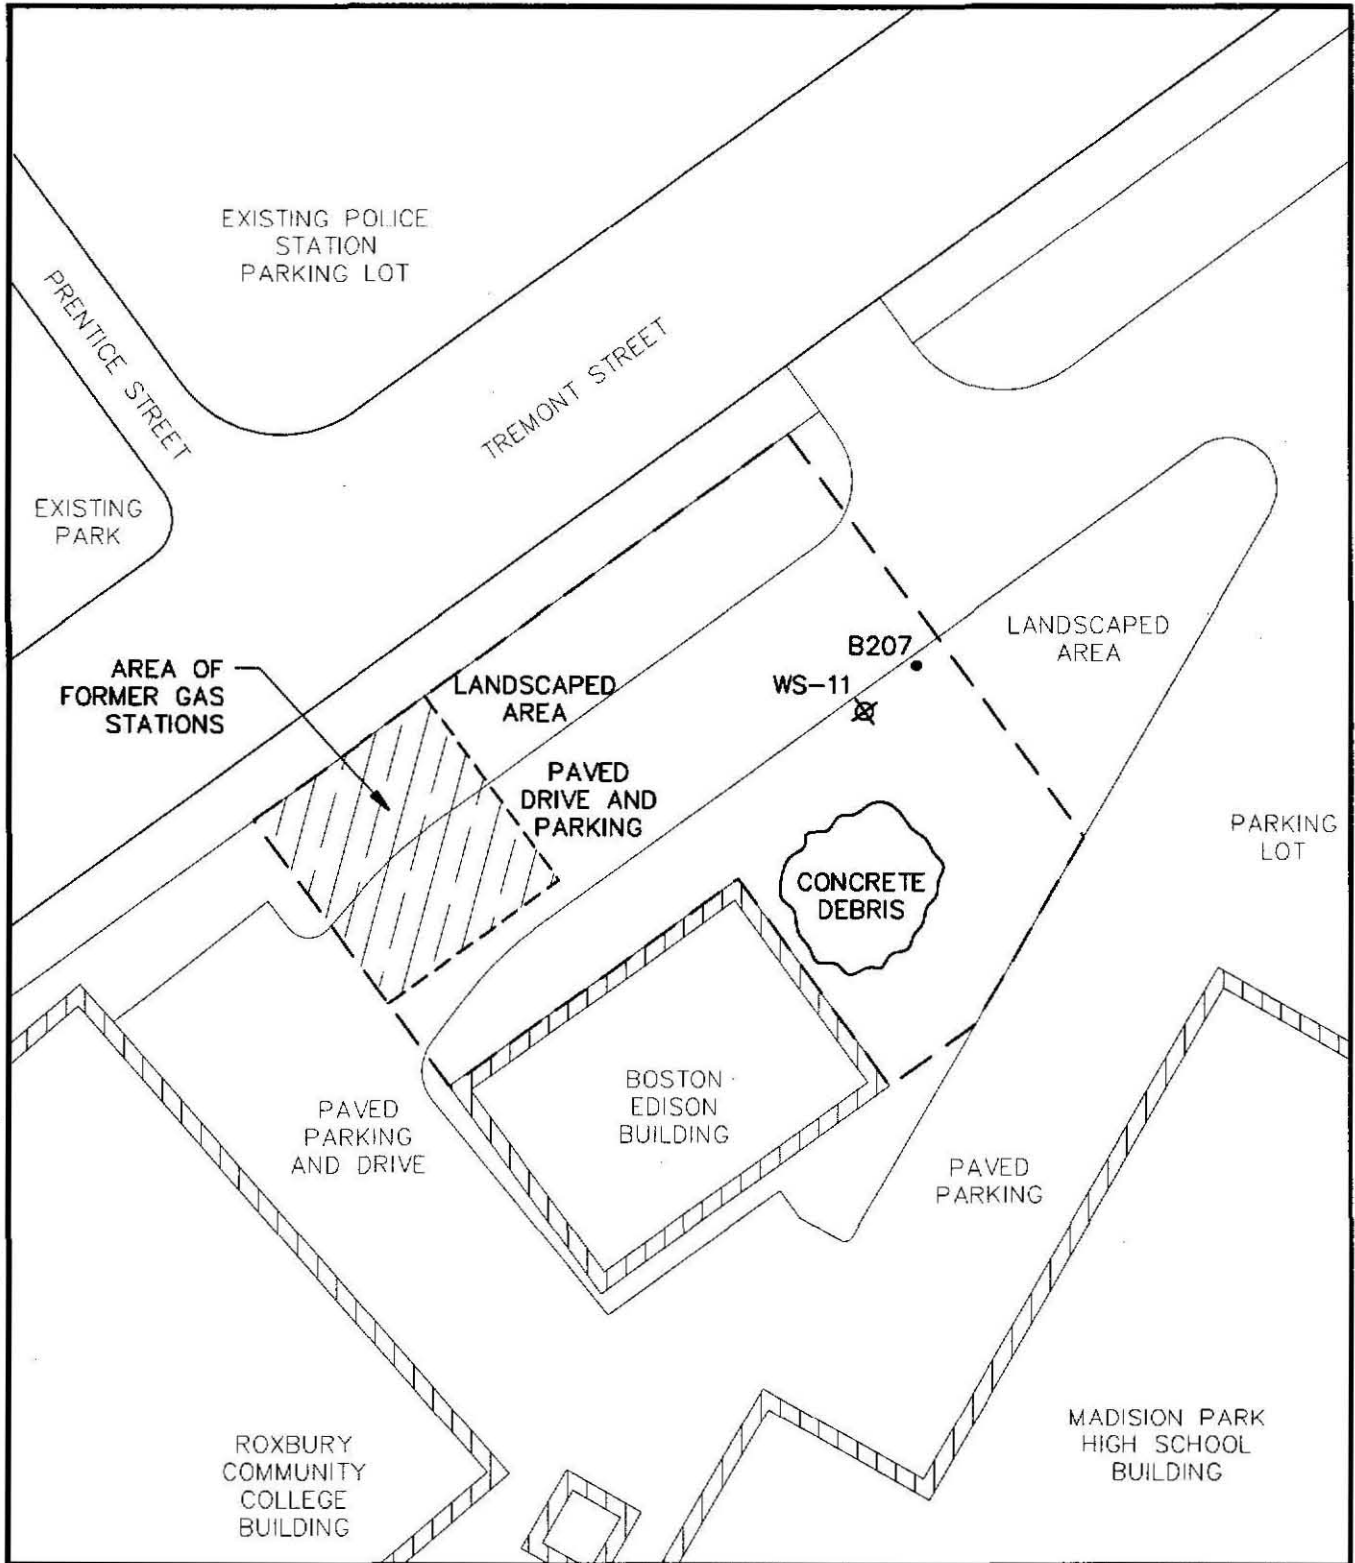 EXISTING POLICE
STATION
PARKING LOT
PRENTICE STREET
TREMONT STREET
EXISTING
PARK
LANDSCAPED
AREA
B207
WS-11
AREA OF
FORMER GAS
STATIONS
LANDSCAPED
AREA
PAVED
DRIVE AND
PARKING
PARKING
LOT
CONCRETE
DEBRIS
BOSTON
EDISON
BUILDING
PAVED
PARKING
AND DRIVE
PAVED
PARKING
ROXBURY
COMMUNITY
COLLEGE
BUILDING
MADISION PARK
HIGH SCHOOL
BUILDING